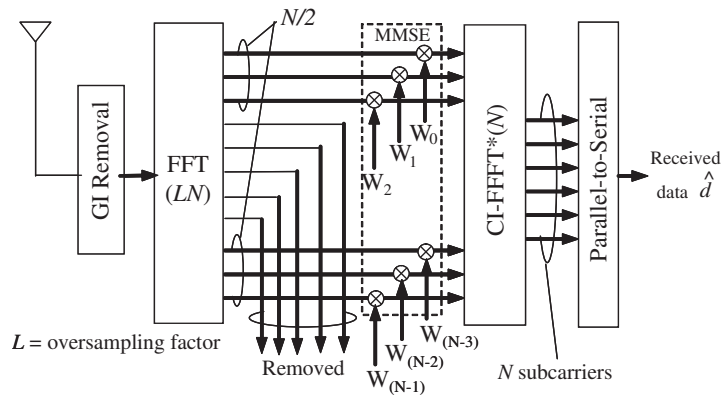 N/2
MMSE
GI Removal
FFT
(LN)
W₀
W₁
W₂
CI-FFFT*(N)
Parallel-to-Serial
Received
data d̂
W(N-3)
W(N-2)
W(N-1)
L = oversampling factor
Removed
N subcarriers